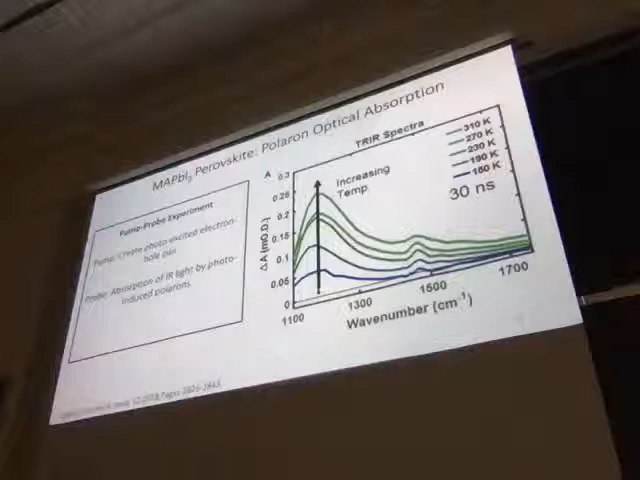 MAPbI3 Perovskite: Polaron Optical Absorption
Pump-Probe Experiment
Pump: Create photo-excited electron-
hole pair
Probe: Absorption of IR light by photo-
induced polarons.
A
TRIR Spectra
310 K
270 K
230 K
190 K
160 K
30 ns
Increasing
Temp
ΔA (mO.D.)
0.3
0.25
0.2
0.15
0.1
0.05
0
1100
1300
1500
1700
Wavenumber (cm⁻¹)